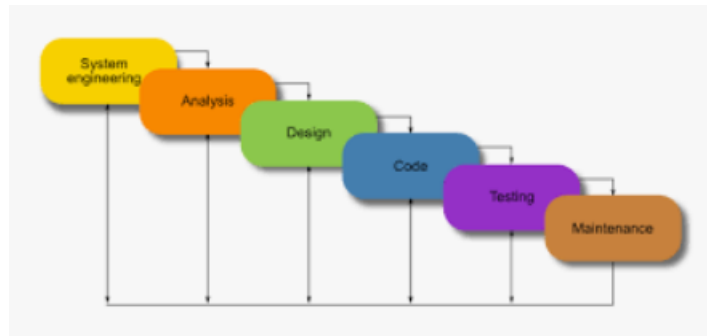 System
engineering
Analysis
Design
Code
Testing
Maintenance